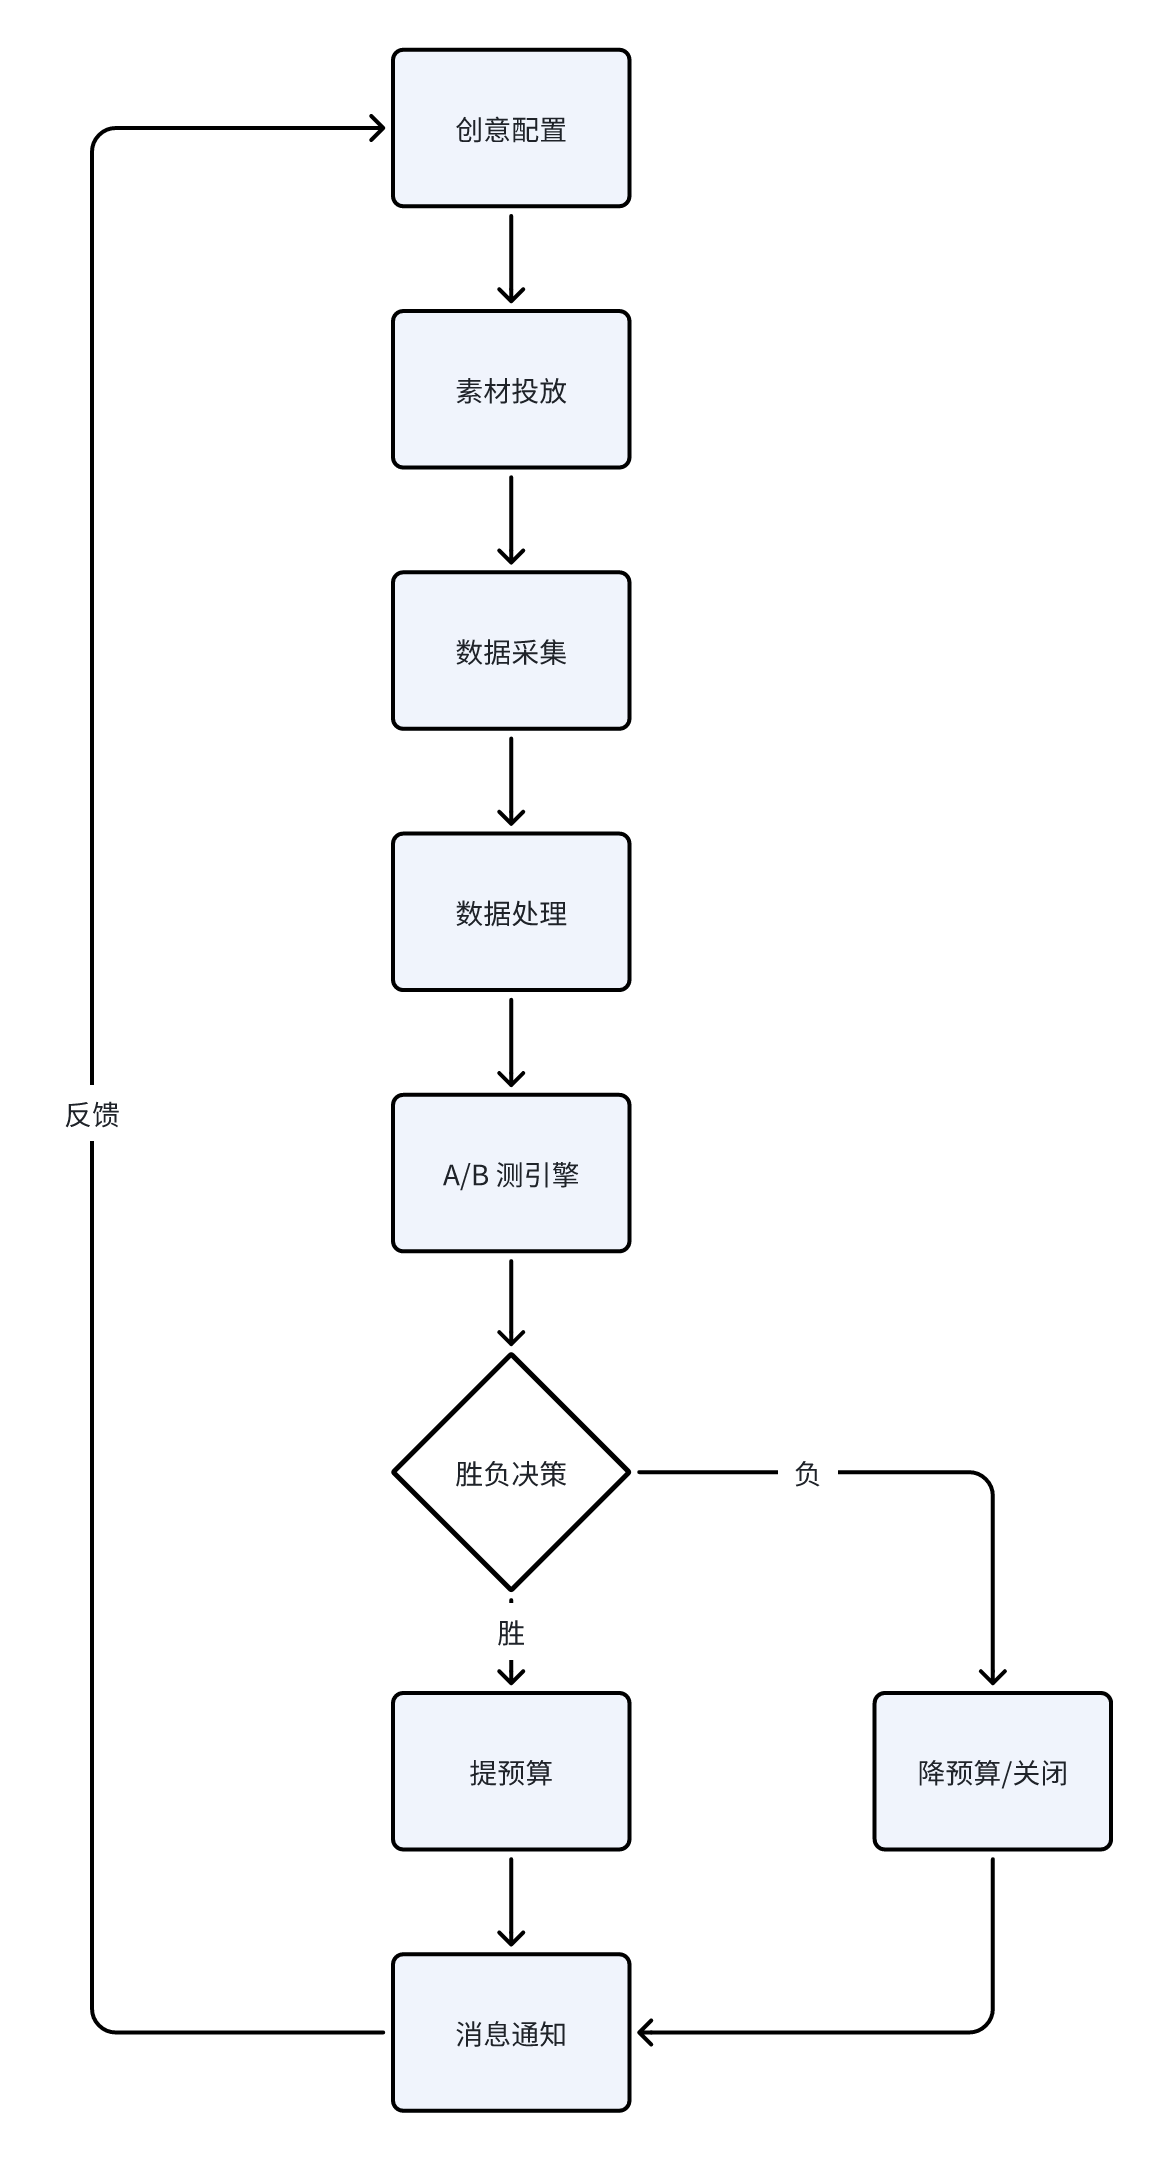 创意配置
素材投放
数据采集
数据处理
反馈
A/B 测引擎
胜负决策
负
胜
提预算
降预算/关闭
消息通知